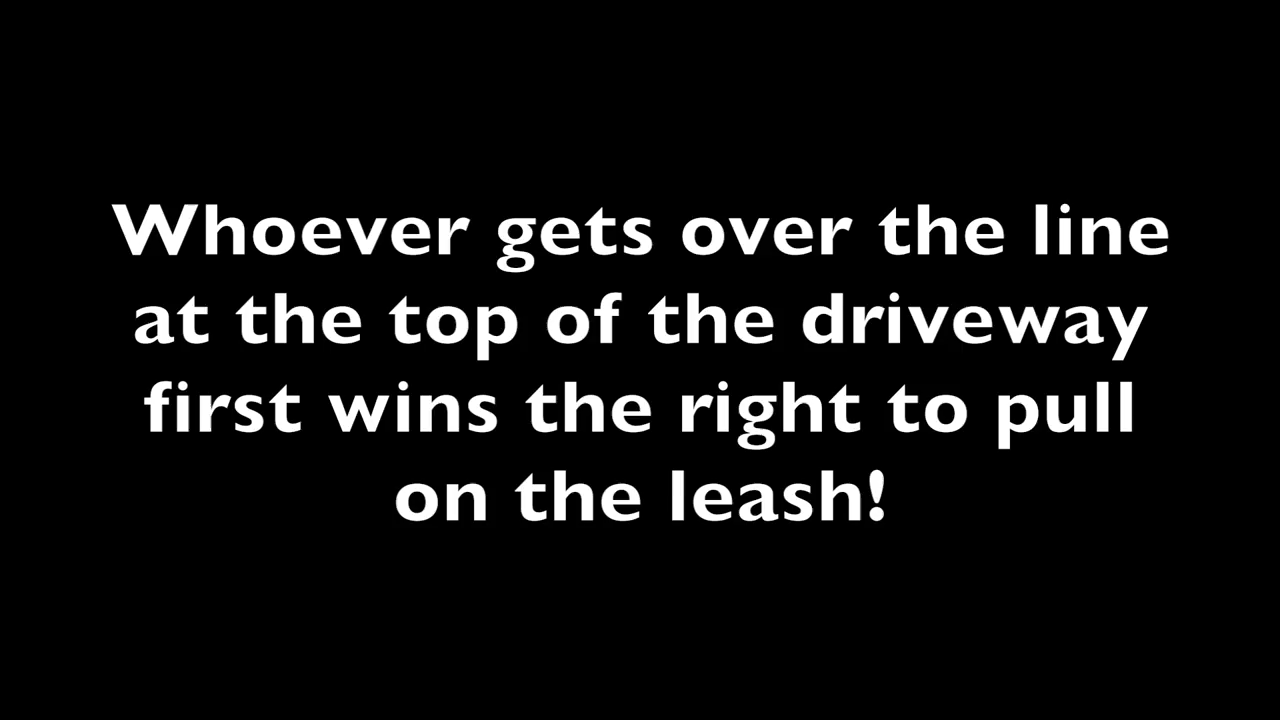 Whoever gets over the line
at the top of the driveway
first wins the right to pull
on the leash!